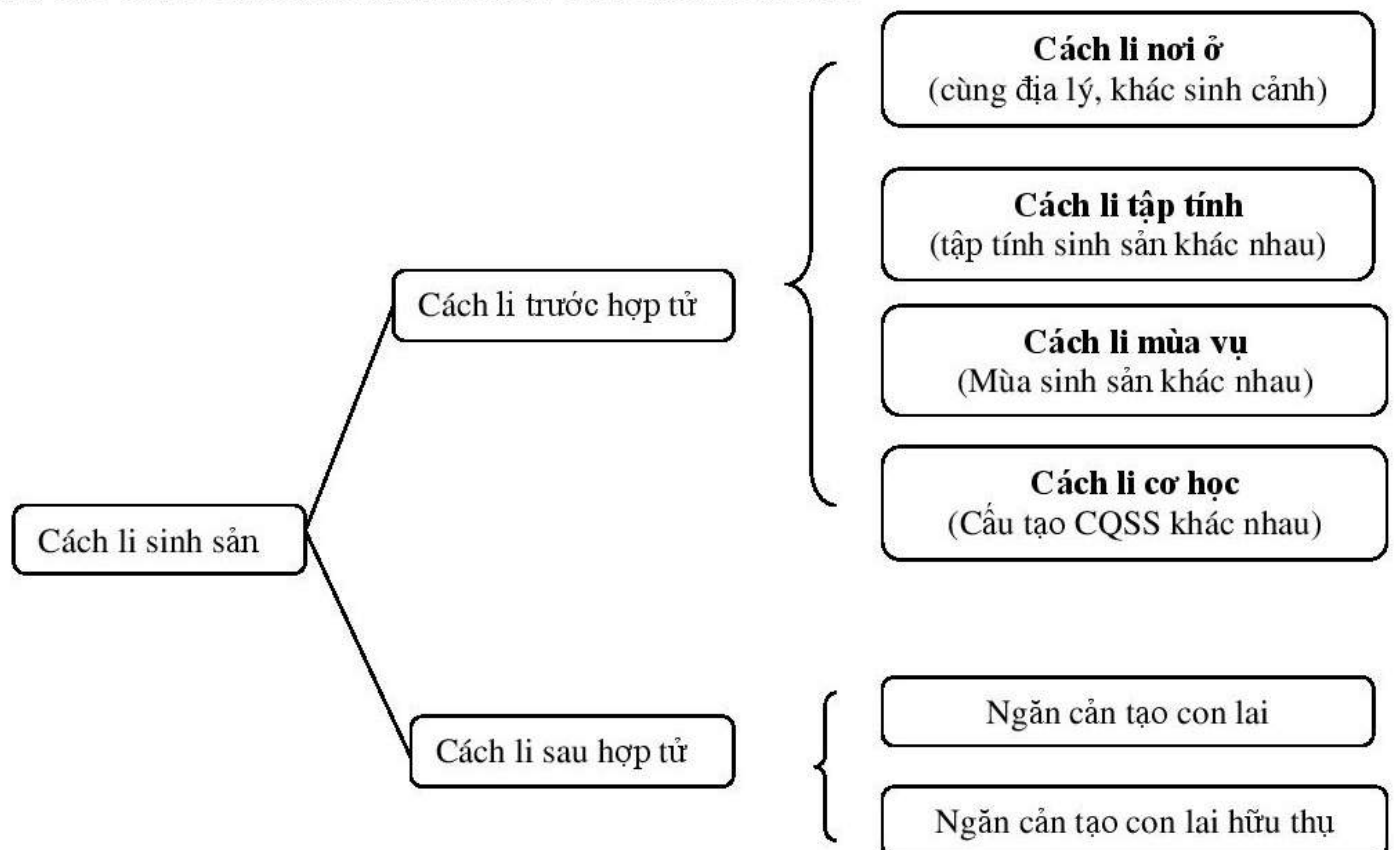 Cách li nơi ở
(cùng địa lý, khác sinh cảnh)
Cách li tập tính
(tập tính sinh sản khác nhau)
Cách li trước hợp tử
Cách li mùa vụ
(Mùa sinh sản khác nhau)
Cách li cơ học
(Cấu tạo CQSS khác nhau)
Cách li sinh sản
Ngăn cản tạo con lai
Cách li sau hợp tử
Ngăn cản tạo con lai hữu thụ